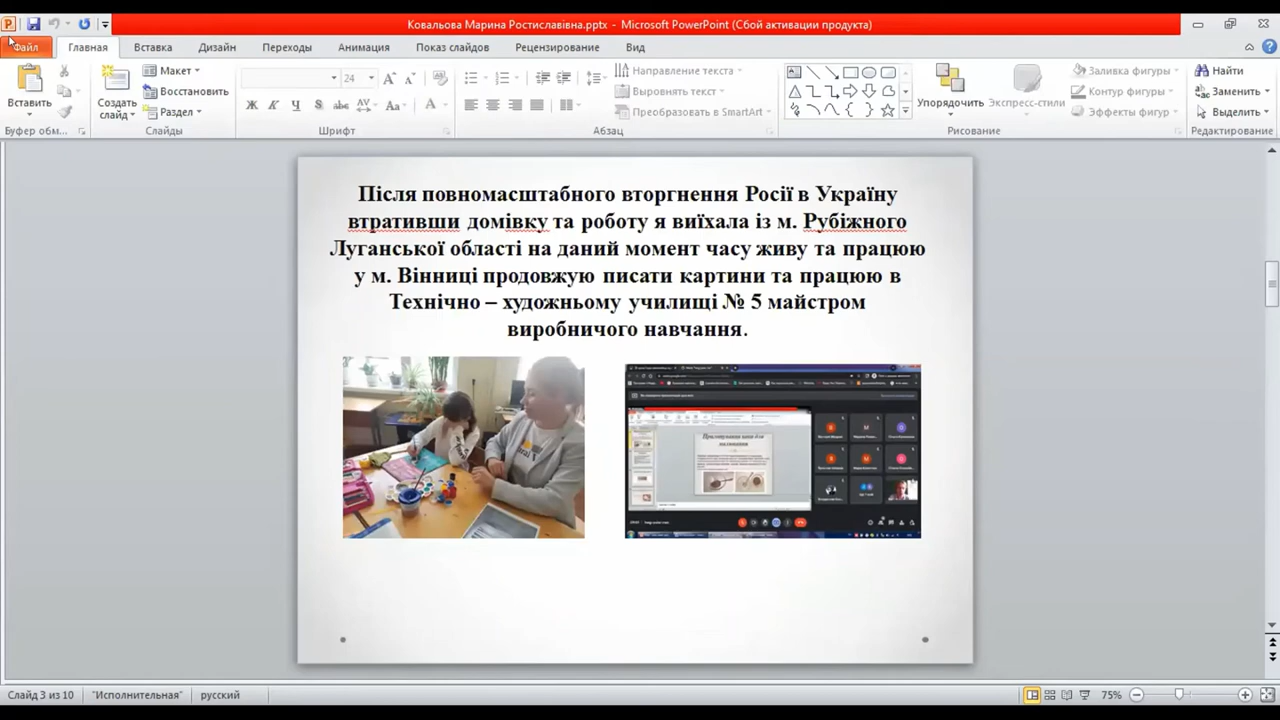 Ковальова Марина Ростиславівна.pptx - Microsoft PowerPoint (Сбой активации продукта)
Файл Главная Вставка Дизайн Переходы Анимация Показ слайдов Рецензирование Вид
Вставить
Буфер обм...
Создать слайд
Макет
Восстановить
Раздел
Слайды
24
Ж К Ч S abc AV Aa А
Шрифт
Направление текста
Выровнять текст
Преобразовать в SmartArt
Абзац
Упорядочить
Экспресс-стили
Заливка фигуры
Контур фигуры
Эффекты фигур
Рисование
Найти
Заменить
Выделить
Редактирование
Після повномасштабного вторгнення Росії в Україну
втративши домівку та роботу я виїхала із м. Рубіжного
Луганської області на даний момент часу живу та працюю
у м. Вінниці продовжую писати картини та працюю в
Технічно – художньому училищі № 5 майстром
виробничого навчання.
Слайд 3 из 10 "Исполнительная" русский 75%